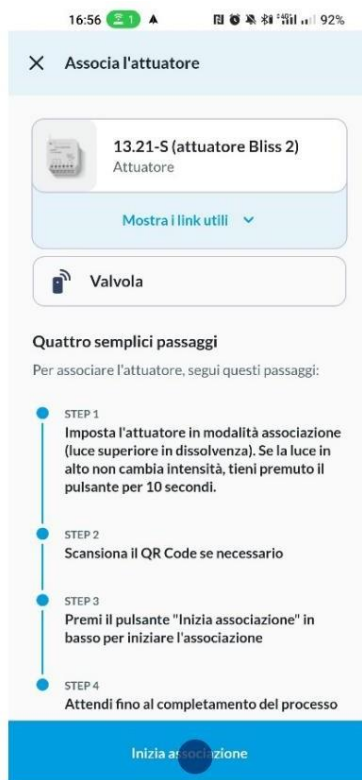 16:56 1 92%
Associa l'attuatore
13.21-S (attuatore Bliss 2)
Attuatore
Mostra i link utili
Valvola
Quattro semplici passaggi
Per associare l'attuatore, segui questi passaggi:
STEP 1
Imposta l'attuatore in modalità associazione
(luce superiore in dissolvenza). Se la luce in
alto non cambia intensità, tieni premuto il
pulsante per 10 secondi.
STEP 2
Scansiona il QR Code se necessario
STEP 3
Premi il pulsante "Inizia associazione" in
basso per iniziare l'associazione
STEP 4
Attendi fino al completamento del processo
Inizia associazione